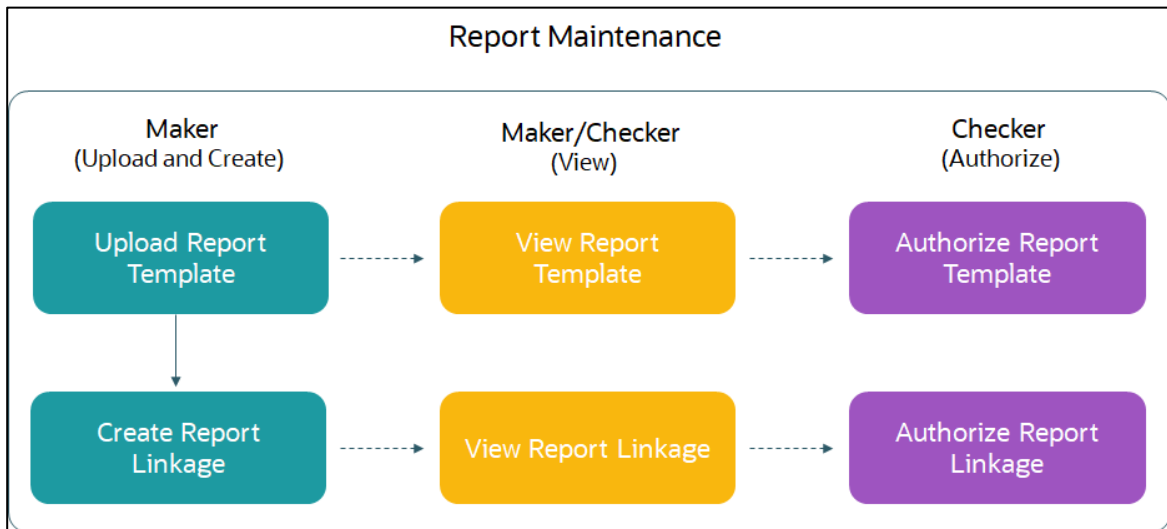 Report Maintenance
Maker
(Upload and Create)
Maker/Checker
(View)
Checker
(Authorize)
Upload Report
Template
View Report
Template
Authorize Report
Template
Create Report
Linkage
View Report Linkage
Authorize Report
Linkage